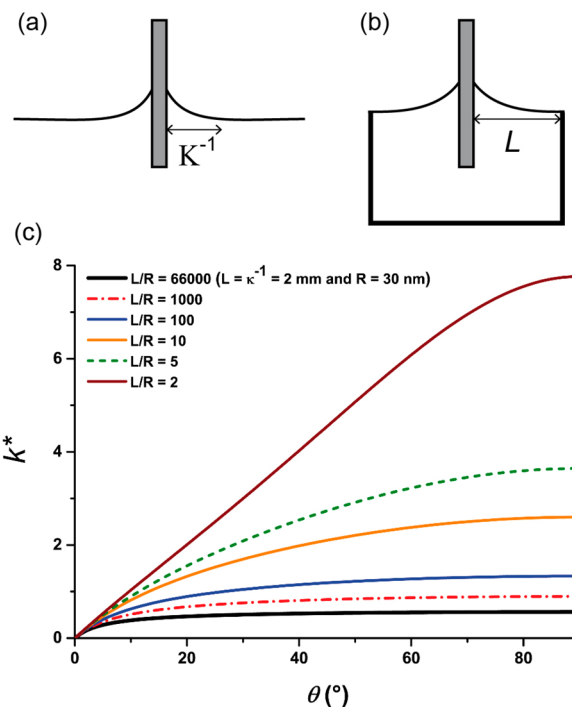 (a)
(b)
K⁻¹
L
(c)
8
6
4
2
0
k*
L/R = 66000 (L = κ⁻¹ = 2 mm and R = 30 nm)
L/R = 1000
L/R = 100
L/R = 10
L/R = 5
L/R = 2
0 20 40 60 80
θ (°)